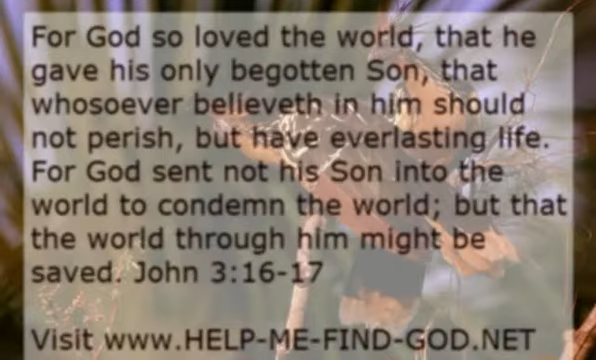 For God so loved the world, that he
gave his only begotten Son, that
whosoever believeth in him should
not perish, but have everlasting life.
For God sent not his Son into the
world to condemn the world; but that
the world through him might be
saved. John 3:16-17
Visit www.HELP-ME-FIND-GOD.NET